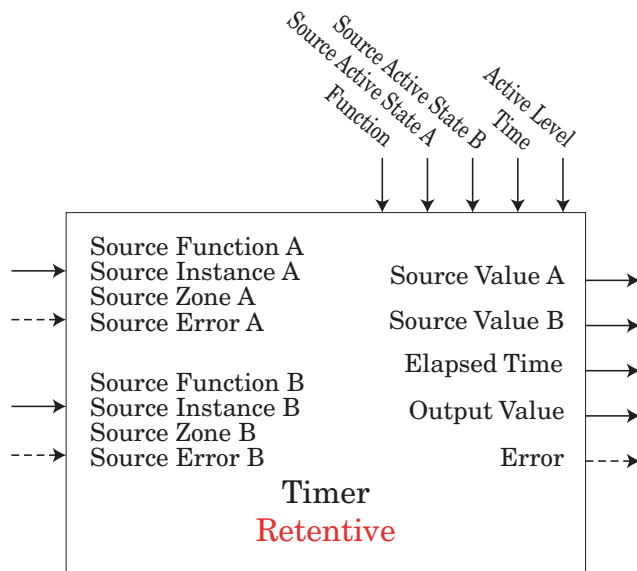 Function
Source Active State A
Source Active State B
Time
Active Level
Source Function A
Source Instance A
Source Zone A
Source Error A
Source Function B
Source Instance B
Source Zone B
Source Error B
Source Value A
Source Value B
Elapsed Time
Output Value
Error
Timer
Retentive